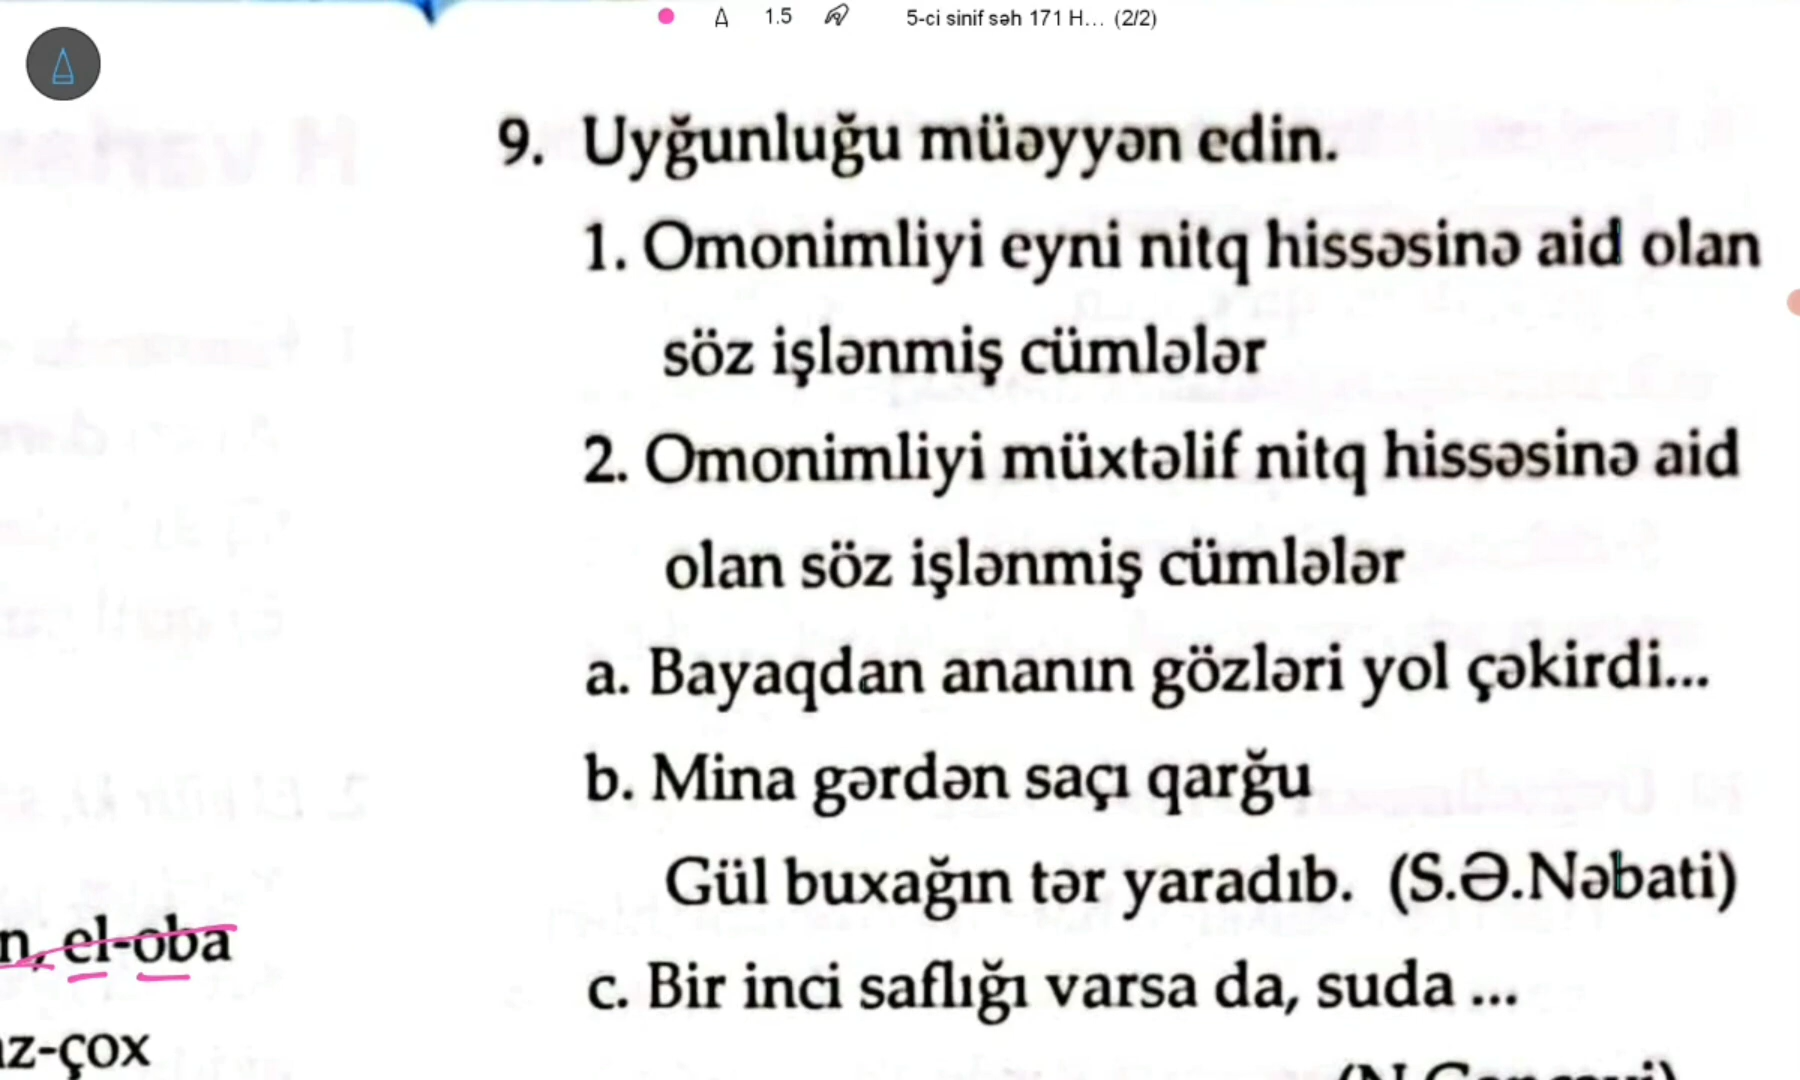 1.5 5-ci sinif səh 171 H... (2/2)
9. Uyğunluğu müəyyən edin.
1. Omonimliyi eyni nitq hissəsinə aid olan
söz işlənmiş cümlələr
2. Omonimliyi müxtəlif nitq hissəsinə aid
olan söz işlənmiş cümlələr
a. Bayaqdan ananın gözləri yol çəkirdi...
b. Mina gərdən saçı qarğu
Gül buxağın tər yaradıb. (S.Ə.Nəbati)
c. Bir inci saflığı varsa da, suda ...
n, el-oba
z-çox